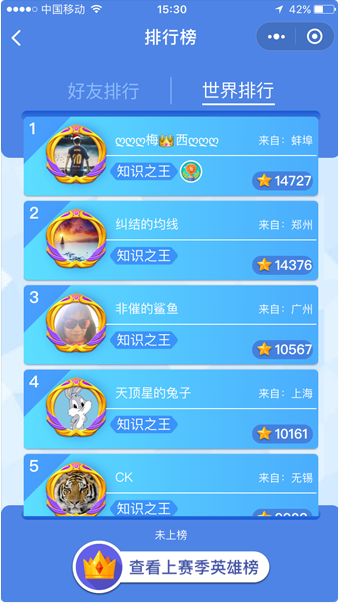 中国移动 15:30 42%
排行榜
好友排行 世界排行
1 ღღღ梅👑西ღღღ 来自：蚌埠
知识之王 14727
2 纠结的均线 来自：郑州
知识之王 14376
3 非催的鲨鱼 来自：广州
知识之王 10567
4 天顶星的兔子 来自：上海
知识之王 10161
5 CK 来自：无锡
知识之王
未上榜
查看上赛季英雄榜